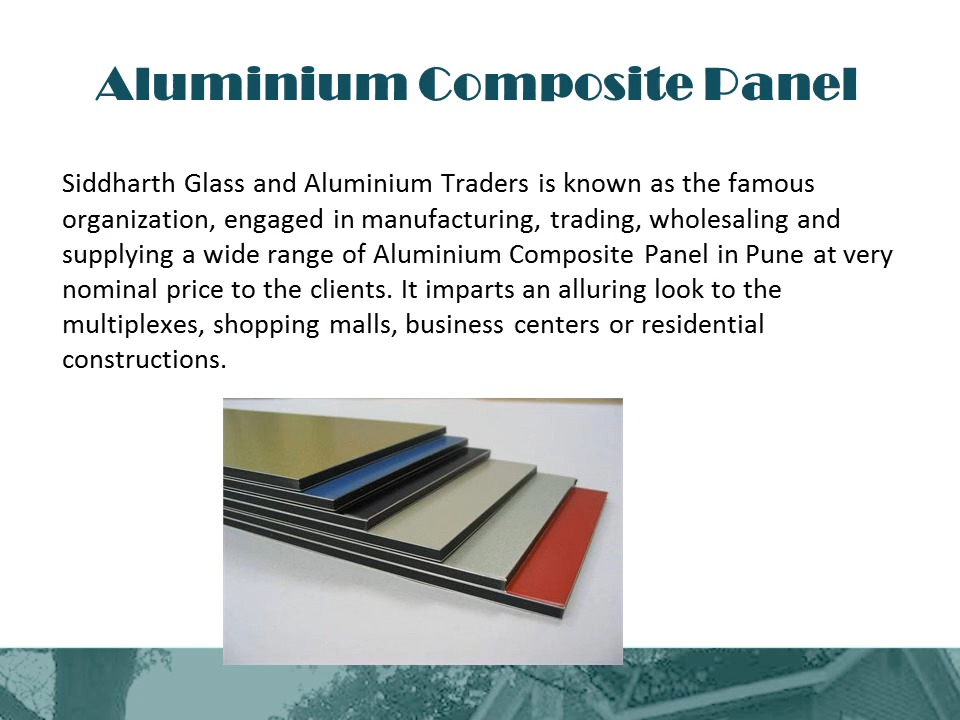 Aluminium Composite Panel
Siddharth Glass and Aluminium Traders is known as the famous
organization, engaged in manufacturing, trading, wholesaling and
supplying a wide range of Aluminium Composite Panel in Pune at very
nominal price to the clients. It imparts an alluring look to the
multiplexes, shopping malls, business centers or residential
constructions.